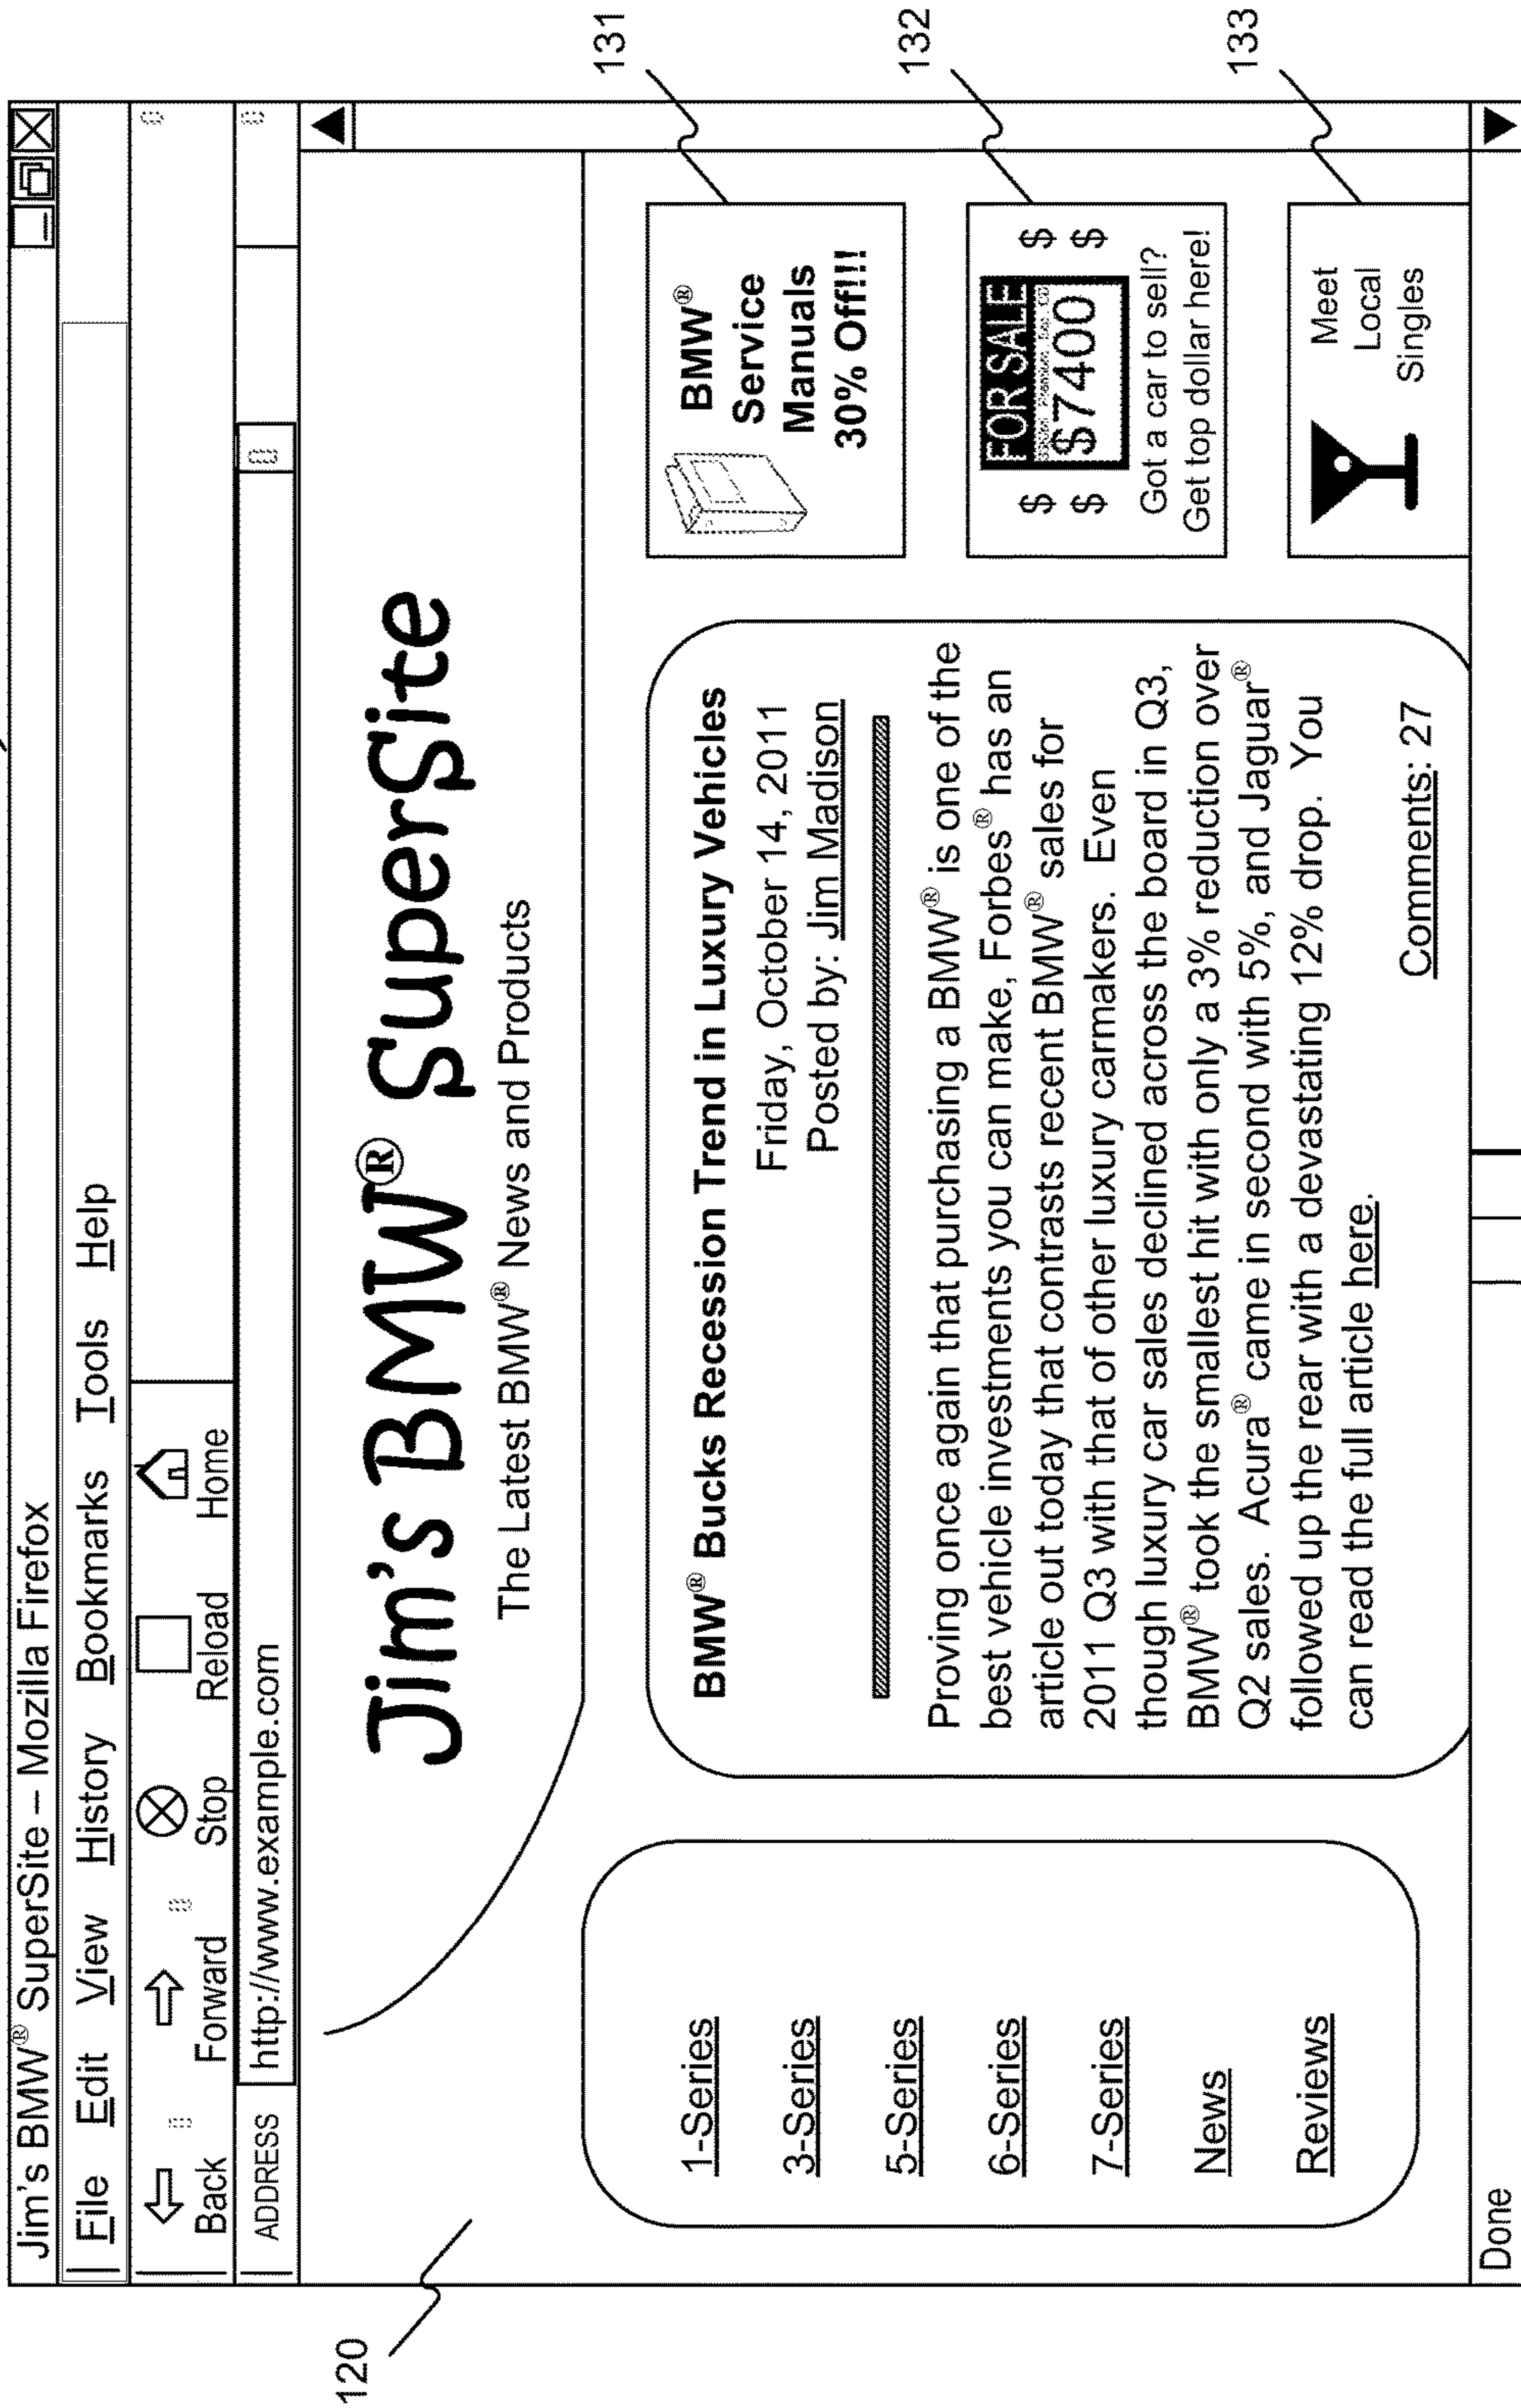 Jim's BMW® SuperSite – Mozilla Firefox
File Edit View History Bookmarks Tools Help
Back Forward Stop Reload Home
ADDRESS http://www.example.com
Jim's BMW® SuperSite
The Latest BMW® News and Products
120
1-Series
3-Series
5-Series
6-Series
7-Series
News
Reviews
BMW® Bucks Recession Trend in Luxury Vehicles
Friday, October 14, 2011
Posted by: Jim Madison
Proving once again that purchasing a BMW® is one of the
best vehicle investments you can make, Forbes® has an
article out today that contrasts recent BMW® sales for
2011 Q3 with that of other luxury carmakers. Even
though luxury car sales declined across the board in Q3,
BMW® took the smallest hit with only a 3% reduction over
Q2 sales. Acura® came in second with 5%, and Jaguar®
followed up the rear with a devastating 12% drop. You
can read the full article here.
Comments: 27
131
BMW®
Service
Manuals
30% Off!!!
132
FOR SALE
$ $7400 $
$ $
Got a car to sell?
Get top dollar here!
133
Meet
Local
Singles
Done